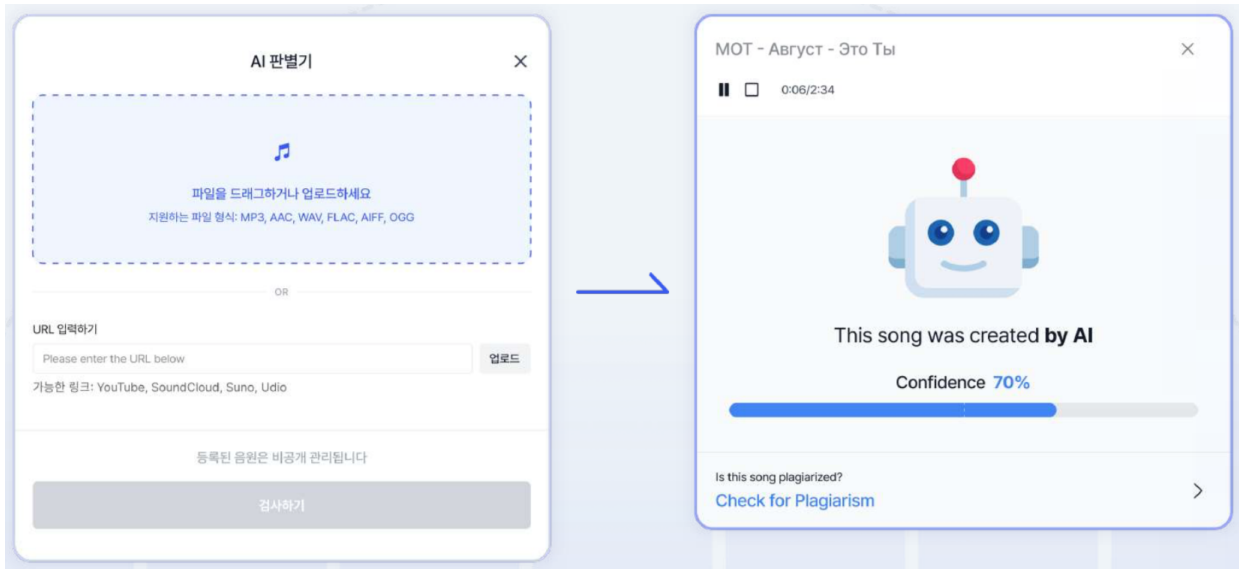 AI 판별기
파일을 드래그하거나 업로드하세요
지원하는 파일 형식: MP3, AAC, WAV, FLAC, AIFF, OGG
OR
URL 입력하기
Please enter the URL below
업로드
가능한 링크: YouTube, SoundCloud, Suno, Udio
등록된 음원은 비공개 관리됩니다
검사하기
МОТ - Август - Это Ты
0:06/2:34
This song was created by AI
Confidence 70%
Is this song plagiarized?
Check for Plagiarism